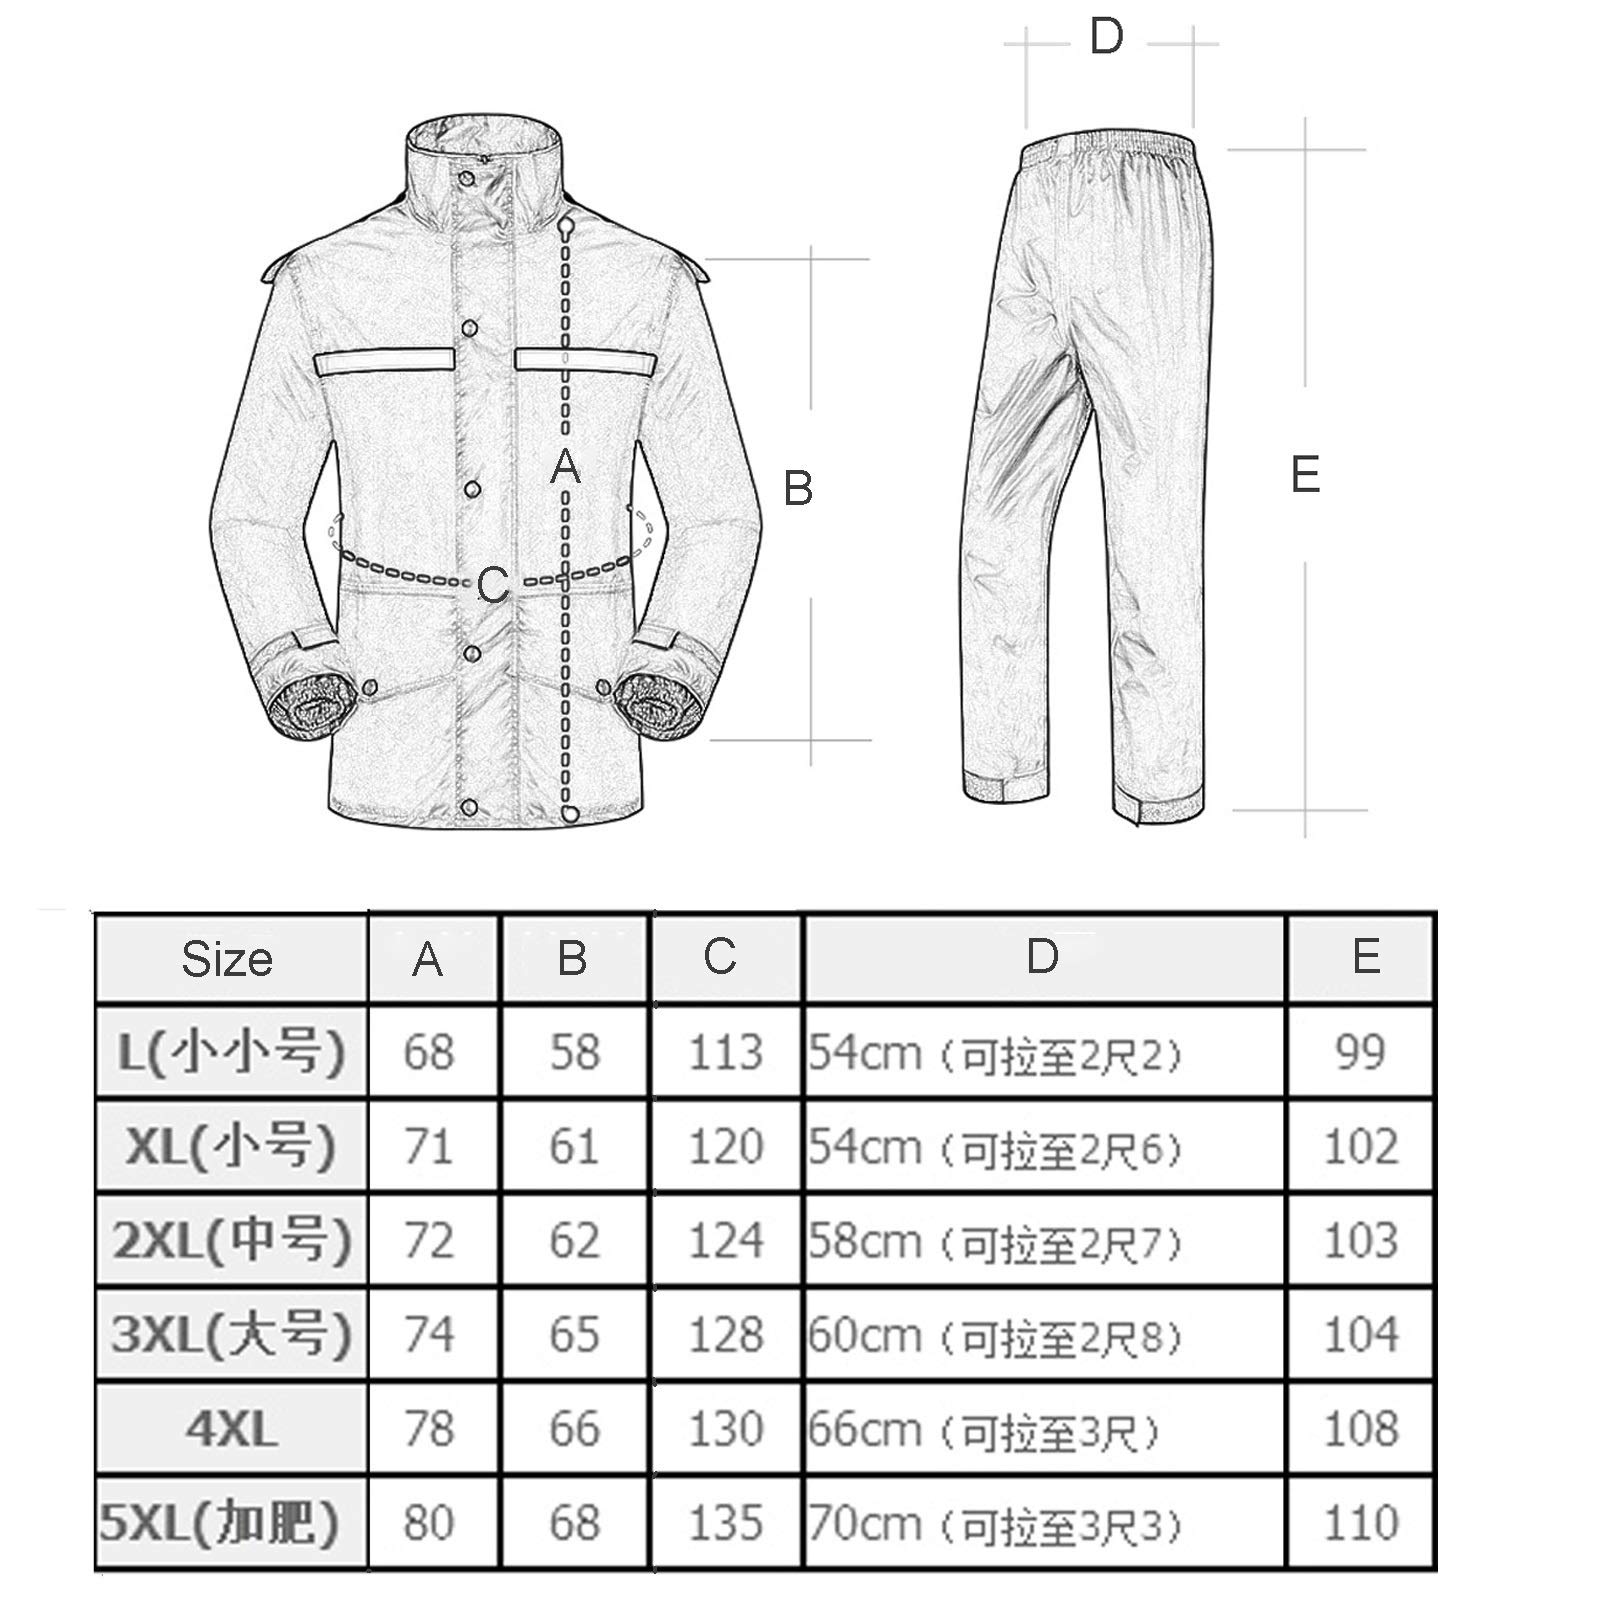 D
A
B
E
C
Size A B C D E
L(小小号) 68 58 113 54cm（可拉至2尺2） 99
XL(小号) 71 61 120 54cm（可拉至2尺6） 102
2XL(中号) 72 62 124 58cm（可拉至2尺7） 103
3XL(大号) 74 65 128 60cm（可拉至2尺8） 104
4XL 78 66 130 66cm（可拉至3尺） 108
5XL(加肥) 80 68 135 70cm（可拉至3尺3） 110